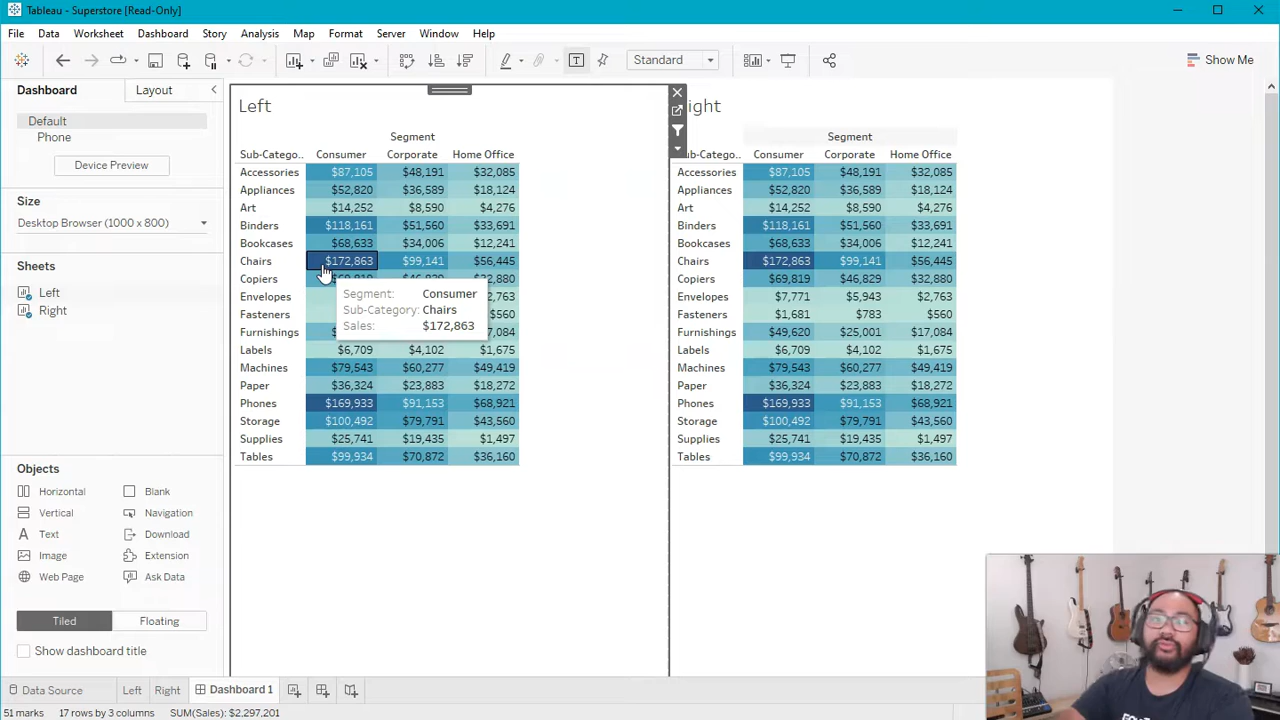 Tableau - Superstore [Read-Only]
File Data Worksheet Dashboard Story Analysis Map Format Server Window Help
Standard
Show Me
Dashboard Layout
Default
Phone
Device Preview
Size
Desktop Browser (1000 x 800)
Sheets
Left
Right
Objects
Horizontal Blank
Vertical Navigation
Text Download
Image Extension
Web Page Ask Data
Tiled Floating
Show dashboard title
Left
Segment
Sub-Catego.. Consumer Corporate Home Office
Accessories $87,105 $48,191 $32,085
Appliances $52,820 $36,589 $18,124
Art $14,252 $8,590 $4,276
Binders $118,161 $51,560 $33,691
Bookcases $68,633 $34,006 $12,241
Chairs $172,863 $99,141 $56,445
Copiers $69,819 $46,829 $32,880
Envelopes 2,763
Fasteners $560
Furnishings 7,084
Labels $6,709 $4,102 $1,675
Machines $79,543 $60,277 $49,419
Paper $36,324 $23,883 $18,272
Phones $169,933 $91,153 $68,921
Storage $100,492 $79,791 $43,560
Supplies $25,741 $19,435 $1,497
Tables $99,934 $70,872 $36,160
Segment: Consumer
Sub-Category: Chairs
Sales: $172,863
ight
Segment
Sub-Catego.. Consumer Corporate Home Office
Accessories $87,105 $48,191 $32,085
Appliances $52,820 $36,589 $18,124
Art $14,252 $8,590 $4,276
Binders $118,161 $51,560 $33,691
Bookcases $68,633 $34,006 $12,241
Chairs $172,863 $99,141 $56,445
Copiers $69,819 $46,829 $32,880
Envelopes $7,771 $5,943 $2,763
Fasteners $1,681 $783 $560
Furnishings $49,620 $25,001 $17,084
Labels $6,709 $4,102 $1,675
Machines $79,543 $60,277 $49,419
Paper $36,324 $23,883 $18,272
Phones $169,933 $91,153 $68,921
Storage $100,492 $79,791 $43,560
Supplies $25,741 $19,435 $1,497
Tables $99,934 $70,872 $36,160
Data Source Left Right Dashboard 1
51 marks 17 rows by 3 columns SUM(Sales): $2,297,201